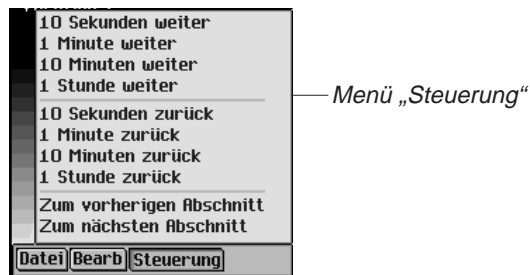 10 Sekunden weiter
1 Minute weiter
10 Minuten weiter
1 Stunde weiter
10 Sekunden zurück
1 Minute zurück
10 Minuten zurück
1 Stunde zurück
Zum vorherigen Abschnitt
Zum nächsten Abschnitt
Datei Bearb Steuerung
Menü „Steuerung“